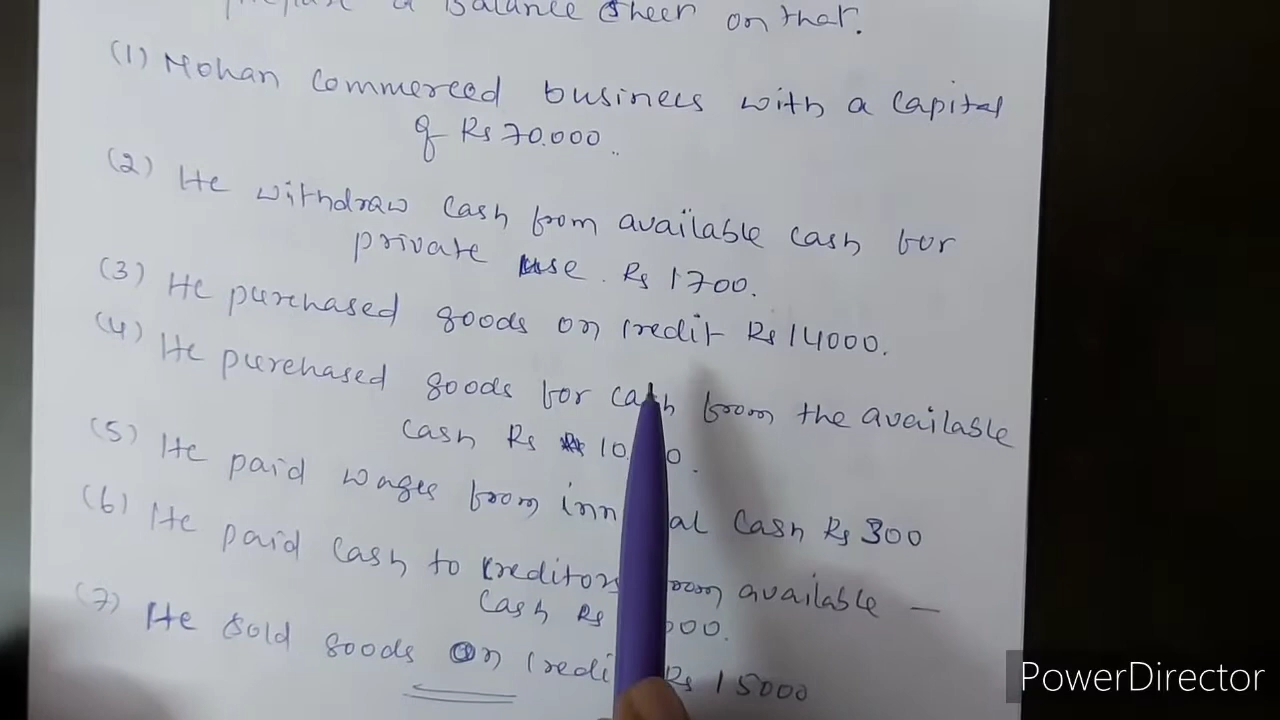 a Balance Sheer on that.
(1) Mohan Commereed business with a Capital
of Rs 70.000..
(2) He withdraw cash from available cash for
private use. Rs 1700.
(3) He purchased goods on credit Rs 14000.
(4) He purchased goods for cash from the available
cash Rs
(5) He paid wages from cash Rs 300
(6) He paid cash to creditors available —
Cash Rs
(7) He sold goods on Rs 15000
PowerDirector